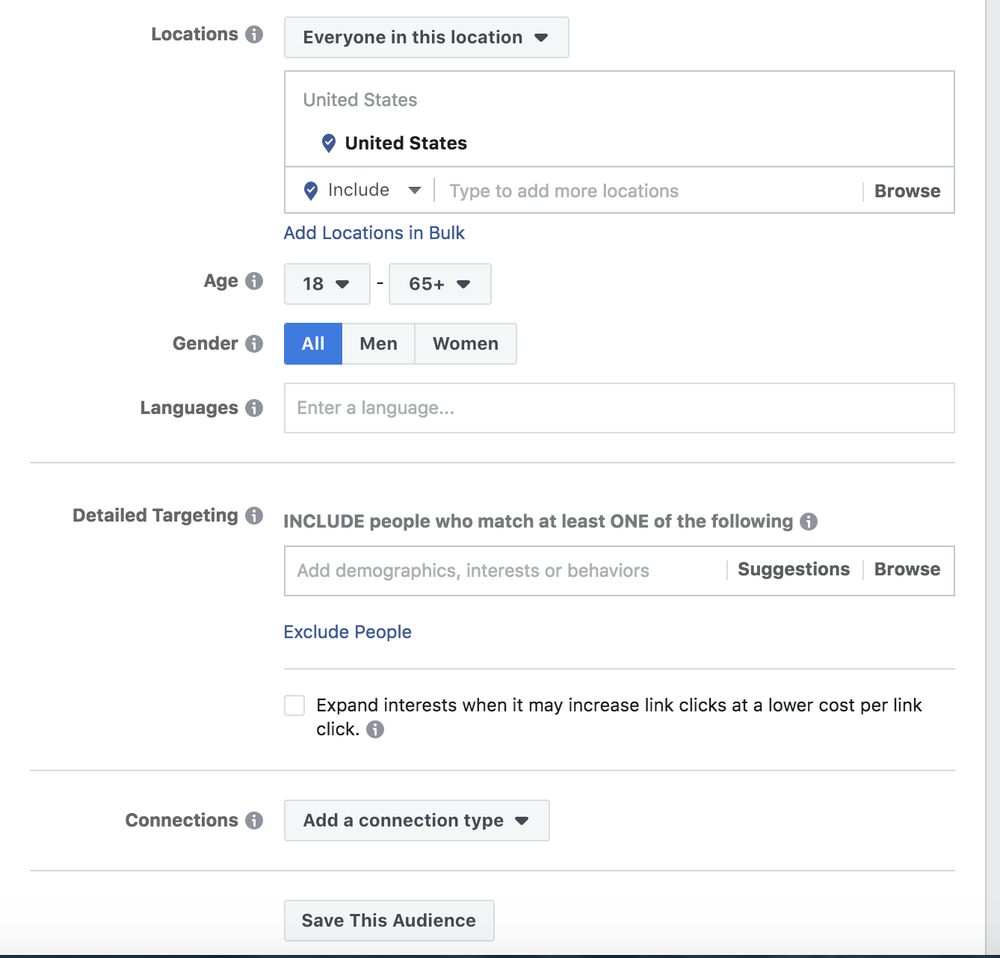 Locations
Everyone in this location
United States
United States
Include Type to add more locations Browse
Add Locations in Bulk
Age 18 - 65+
Gender All Men Women
Languages Enter a language...
Detailed Targeting
INCLUDE people who match at least ONE of the following
Add demographics, interests or behaviors Suggestions Browse
Exclude People
Expand interests when it may increase link clicks at a lower cost per link
click.
Connections Add a connection type
Save This Audience